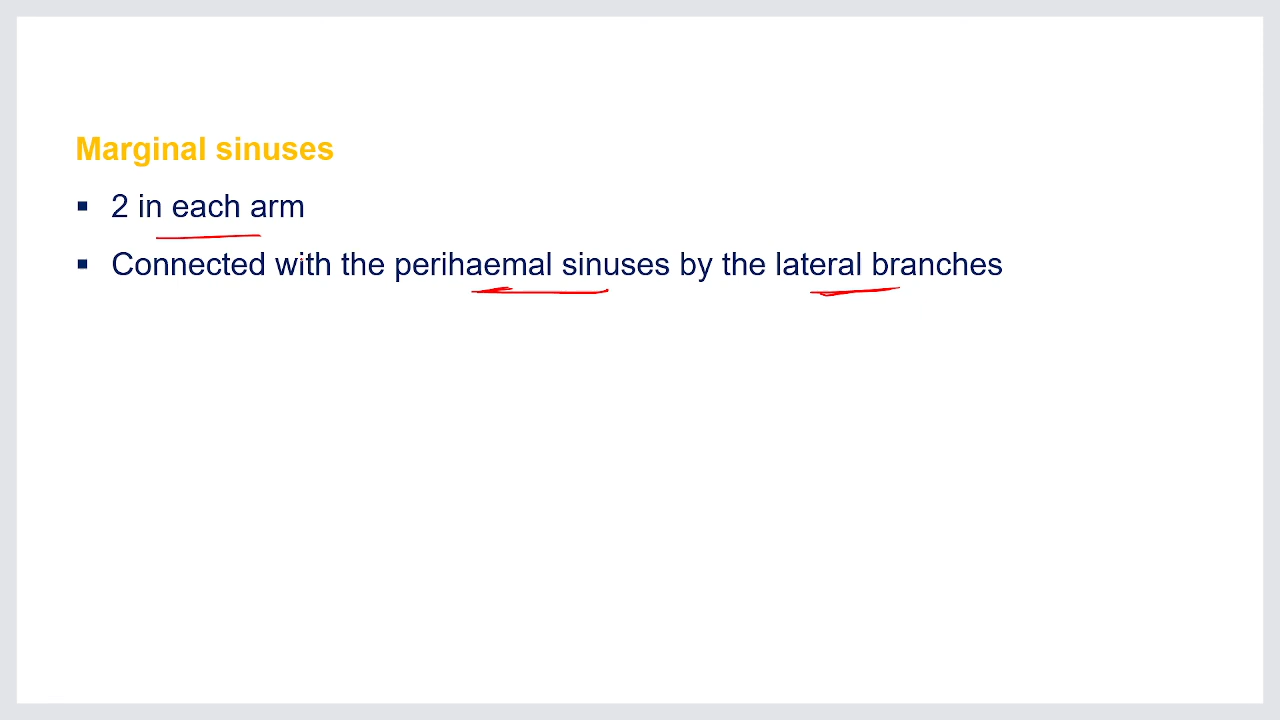 Marginal sinuses
▪ 2 in each arm
▪ Connected with the perihaemal sinuses by the lateral branches